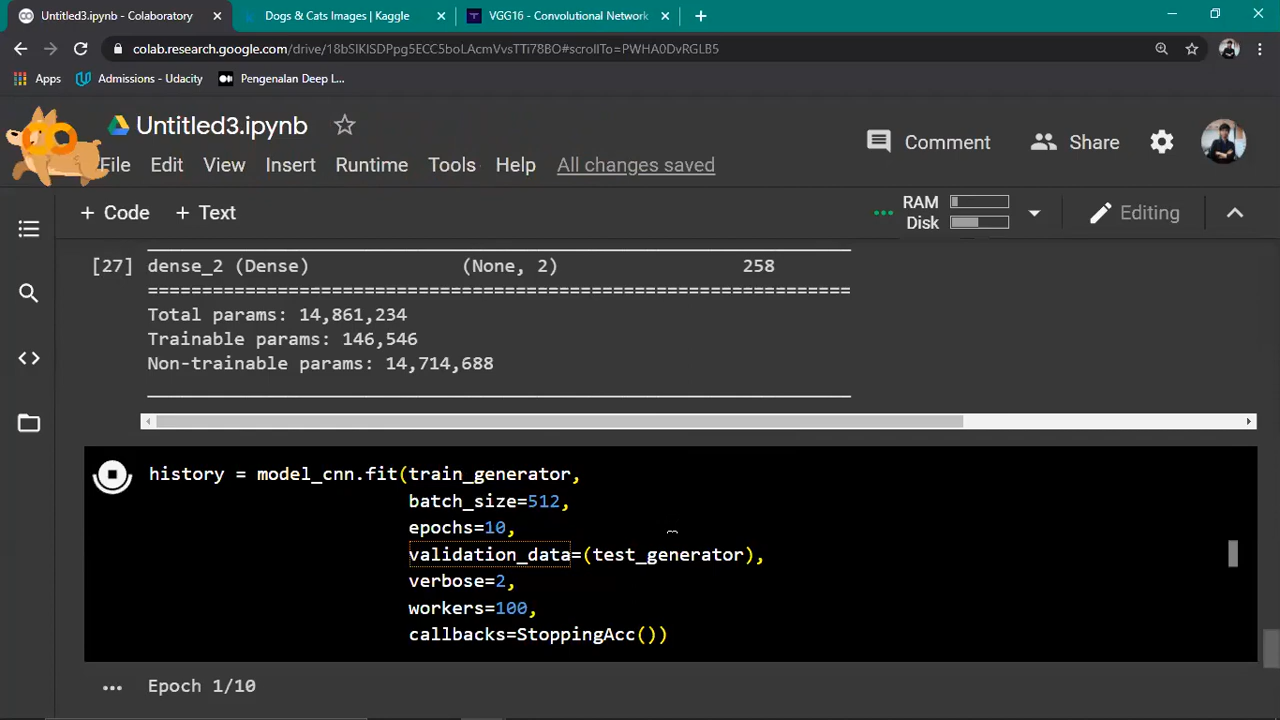 Untitled3.ipynb - Colaboratory
Dogs & Cats Images | Kaggle
VGG16 - Convolutional Network
colab.research.google.com/drive/18bSlKlSDPpg5ECC5boLAcmVvsTTi78BO#scrollTo=PWHA0DvRGLB5
Apps
Admissions - Udacity
Pengenalan Deep L...
Untitled3.ipynb
Comment
Share
File
Edit
View
Insert
Runtime
Tools
Help
All changes saved
+ Code
+ Text
RAM
Disk
Editing
[27] dense_2 (Dense) (None, 2) 258
=================================================================
Total params: 14,861,234
Trainable params: 146,546
Non-trainable params: 14,714,688
history = model_cnn.fit(train_generator,
batch_size=512,
epochs=10,
validation_data=(test_generator),
verbose=2,
workers=100,
callbacks=StoppingAcc())
... Epoch 1/10